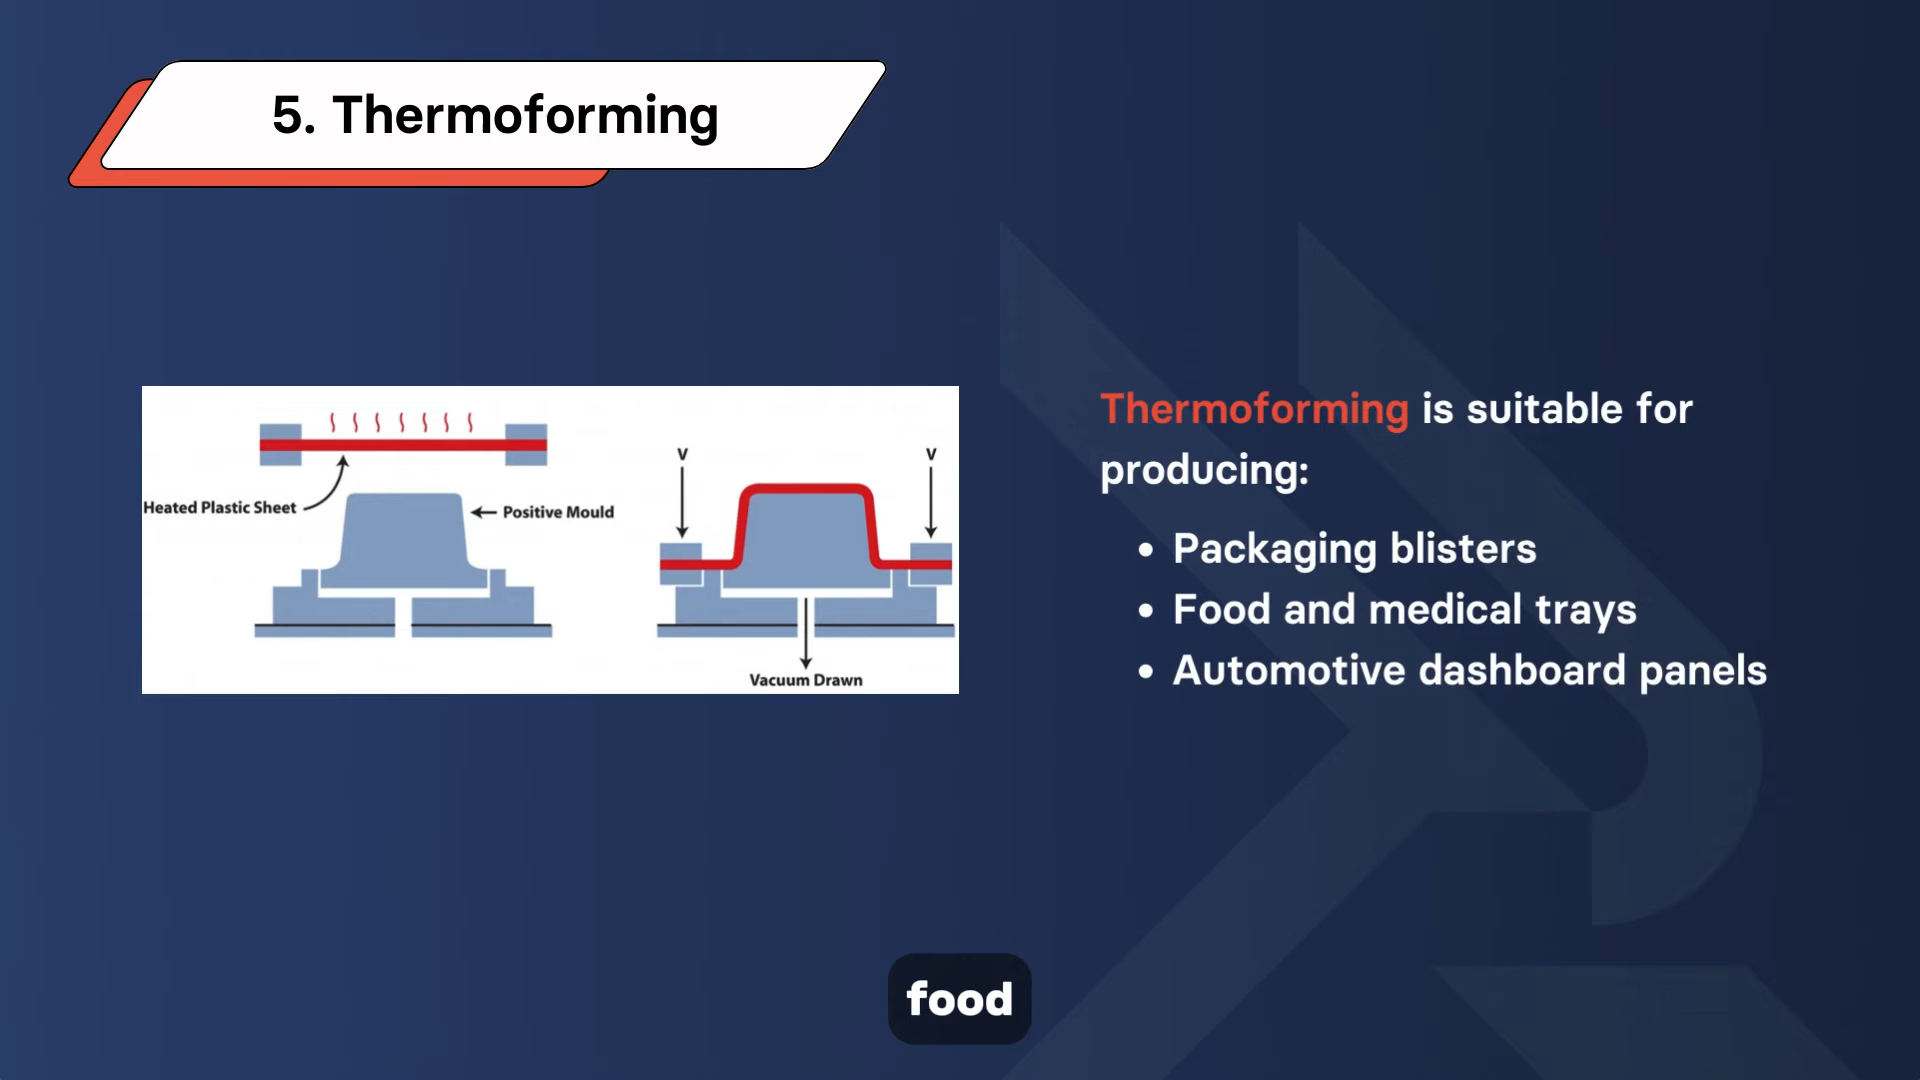 5. Thermoforming
Heated Plastic Sheet
Positive Mould
V
V
Vacuum Drawn
Thermoforming is suitable for
producing:
• Packaging blisters
• Food and medical trays
• Automotive dashboard panels
food